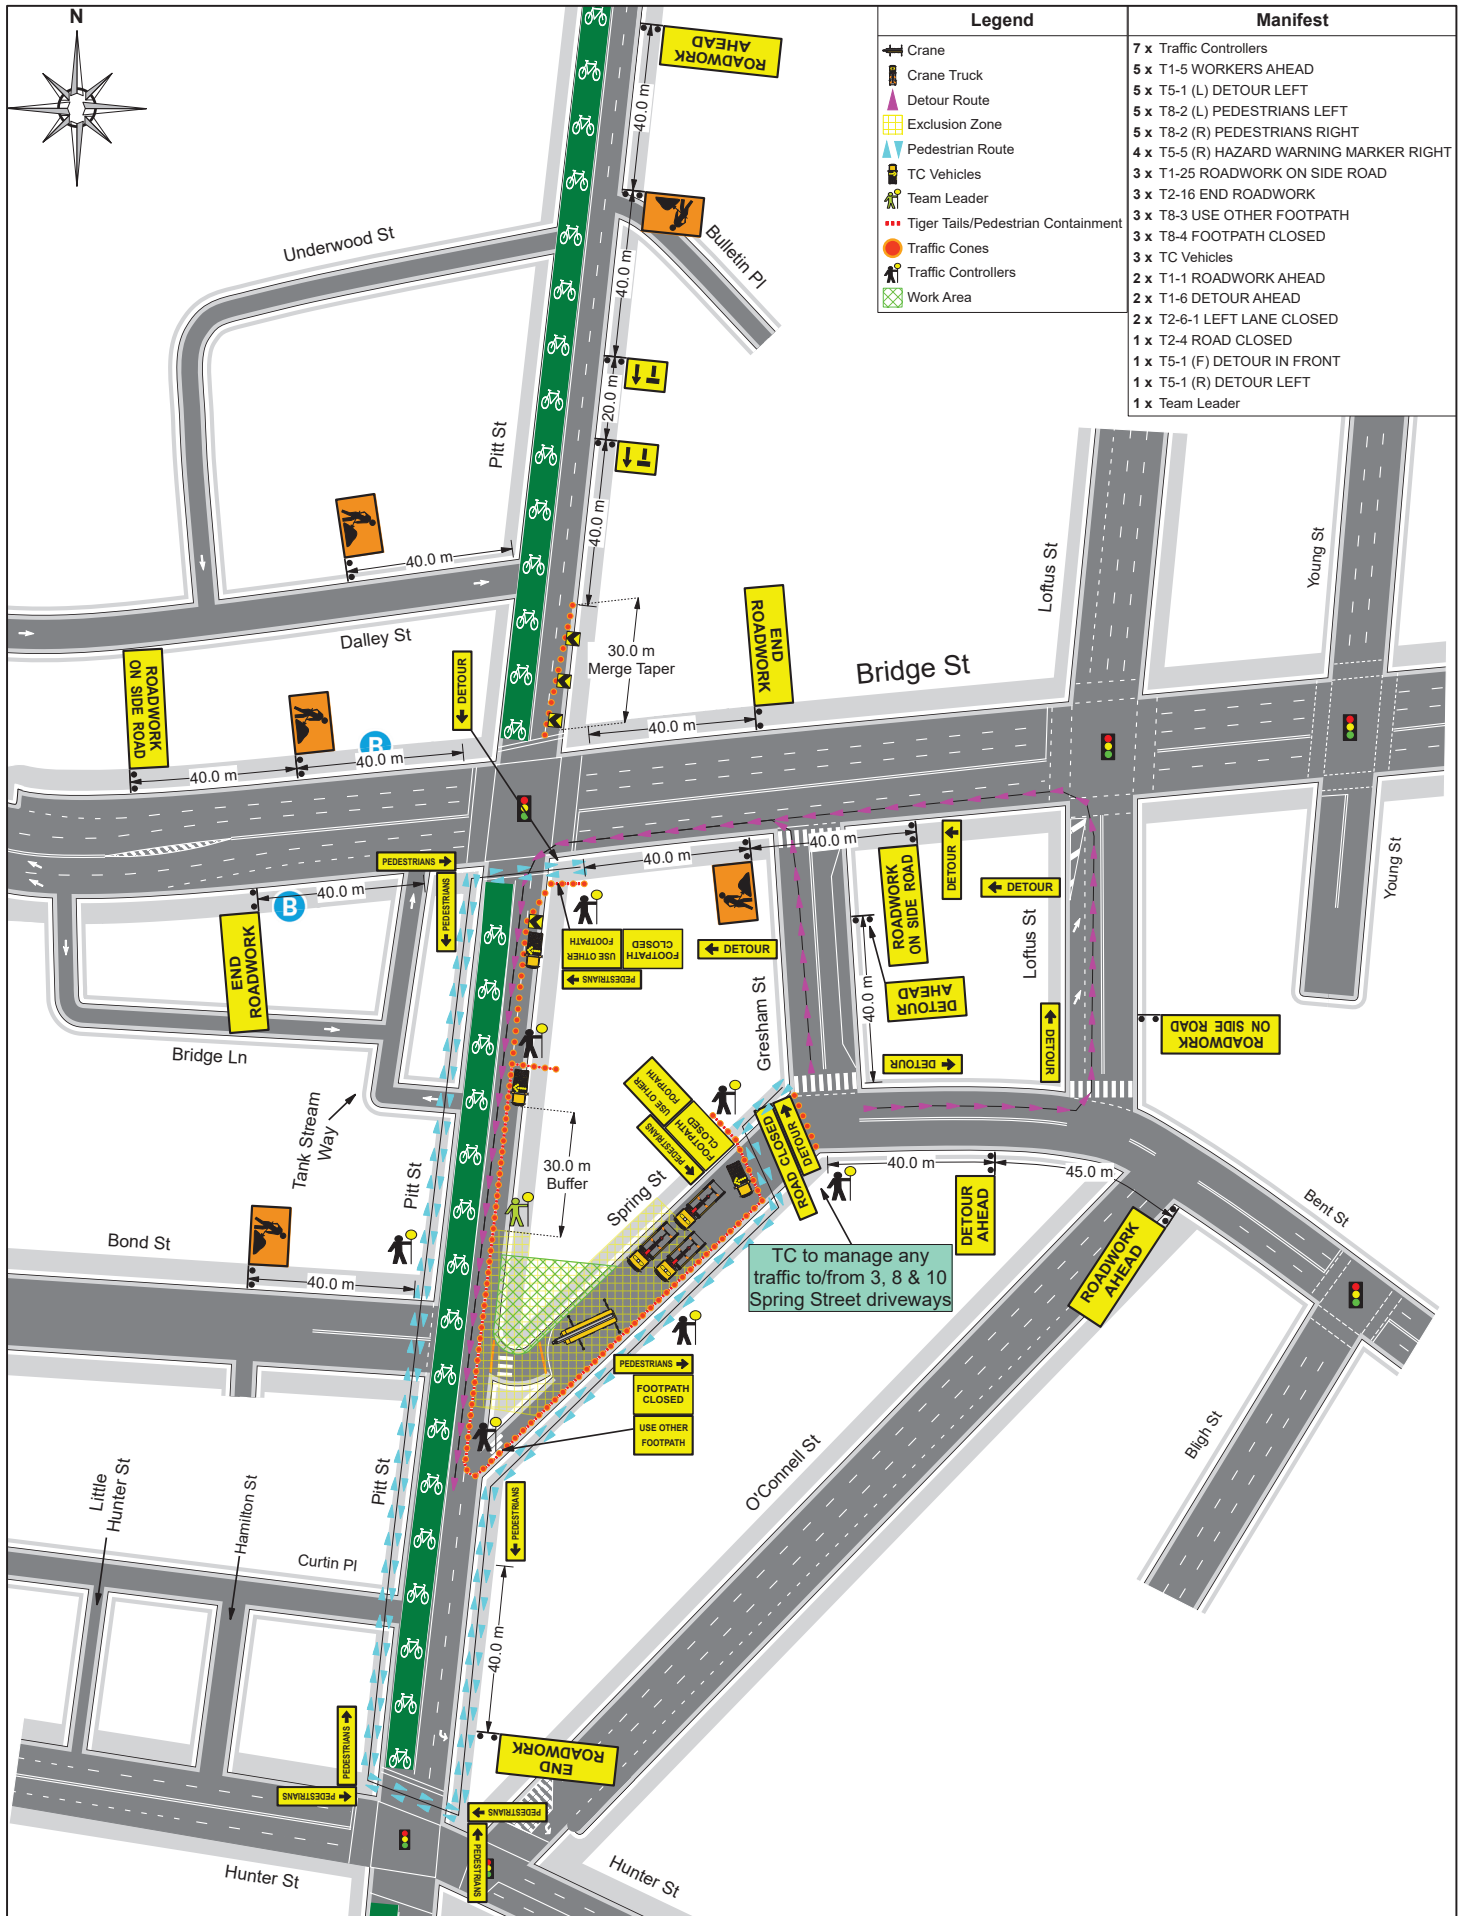 N
Legend
Crane
Crane Truck
Detour Route
Exclusion Zone
Pedestrian Route
TC Vehicles
Team Leader
Tiger Tails/Pedestrian Containment
Traffic Cones
Traffic Controllers
Work Area
Manifest
7 x Traffic Controllers
5 x T1-5 WORKERS AHEAD
5 x T5-1 (L) DETOUR LEFT
5 x T8-2 (L) PEDESTRIANS LEFT
5 x T8-2 (R) PEDESTRIANS RIGHT
4 x T5-5 (R) HAZARD WARNING MARKER RIGHT
3 x T1-25 ROADWORK ON SIDE ROAD
3 x T2-16 END ROADWORK
3 x T8-3 USE OTHER FOOTPATH
3 x T8-4 FOOTPATH CLOSED
3 x TC Vehicles
2 x T1-1 ROADWORK AHEAD
2 x T1-6 DETOUR AHEAD
2 x T2-6-1 LEFT LANE CLOSED
1 x T2-4 ROAD CLOSED
1 x T5-1 (F) DETOUR IN FRONT
1 x T5-1 (R) DETOUR LEFT
1 x Team Leader
ROADWORK
AHEAD
40.0 m
Bulletin Pl
Underwood St
40.0 m
20.0 m
Pitt St
40.0 m
40.0 m
Dalley St
Loftus St
Young St
30.0 m
Merge Taper
END
ROADWORK
Bridge St
ROADWORK
ON SIDE ROAD
DETOUR
B
40.0 m
40.0 m
40.0 m
PEDESTRIANS
PEDESTRIANS
40.0 m
40.0 m
40.0 m
B
END
ROADWORK
ROADWORK
ON SIDE ROAD
DETOUR
DETOUR
Young St
FOOTPATH
CLOSED
USE OTHER
FOOTPATH
PEDESTRIANS
DETOUR
DETOUR
AHEAD
40.0 m
Gresham St
Loftus St
DETOUR
DETOUR
ROADWORK
ON SIDE ROAD
Bridge Ln
Tank Stream
Way
Pitt St
30.0 m
Buffer
USE OTHER
FOOTPATH
FOOTPATH
CLOSED
PEDESTRIANS
Spring St
ROAD CLOSED
DETOUR
40.0 m
45.0 m
DETOUR
AHEAD
ROADWORK
AHEAD
Bent St
Bond St
40.0 m
TC to manage any
traffic to/from 3, 8 & 10
Spring Street driveways
PEDESTRIANS
FOOTPATH
CLOSED
USE OTHER
FOOTPATH
O'Connell St
Bligh St
Little
Hunter St
Hamilton St
Pitt St
Curtin Pl
PEDESTRIANS
40.0 m
END
ROADWORK
PEDESTRIANS
PEDESTRIANS
PEDESTRIANS
PEDESTRIANS
Hunter St
Hunter St